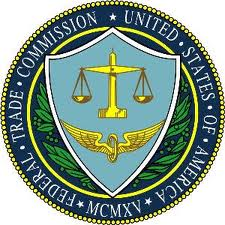 FEDERAL TRADE COMMISSION • UNITED STATES OF AMERICA
MCMXV